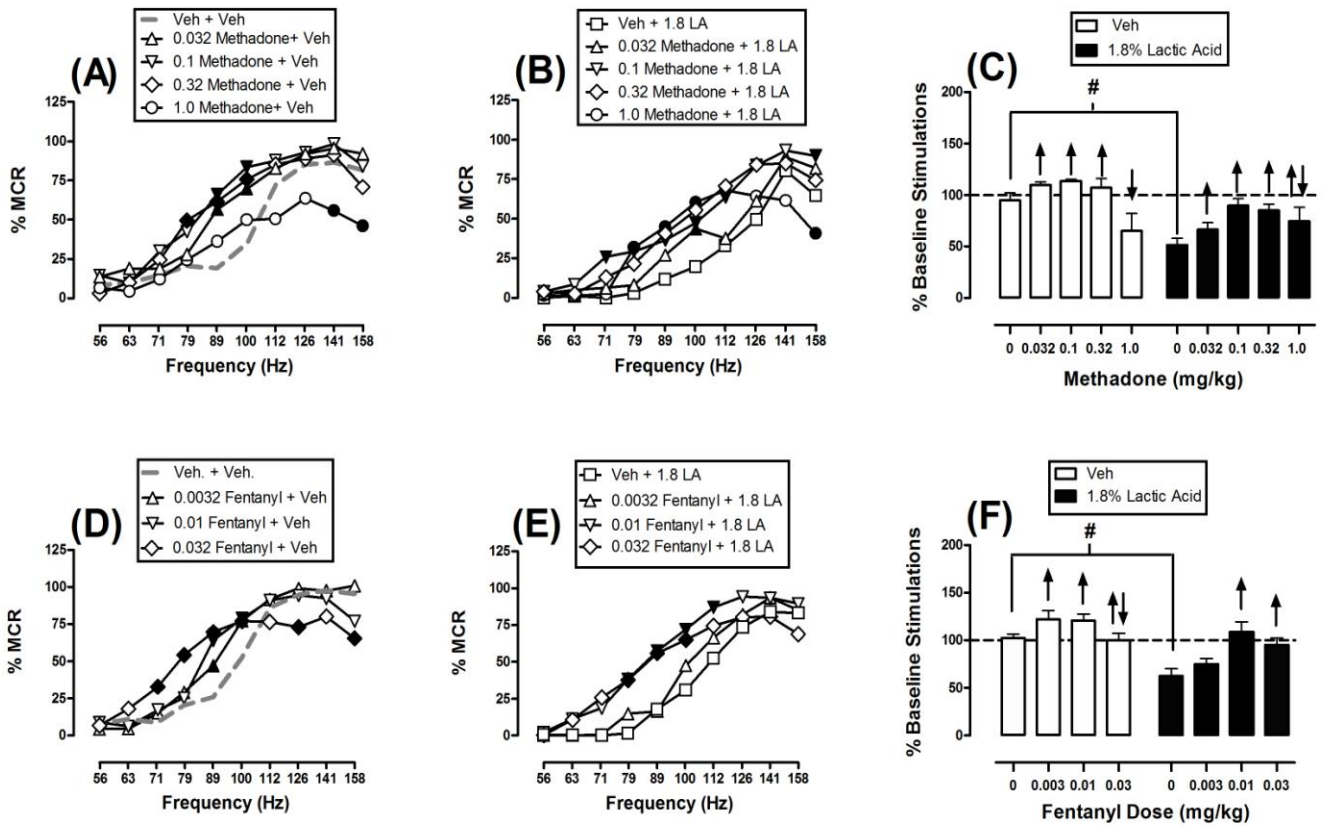 (A)
Veh + Veh
0.032 Methadone+ Veh
0.1 Methadone + Veh
0.32 Methadone + Veh
1.0 Methadone+ Veh
% MCR
125
100
75
50
25
0
56 63 71 79 89 100 112 126 141 158
Frequency (Hz)
(B)
Veh + 1.8 LA
0.032 Methadone + 1.8 LA
0.1 Methadone + 1.8 LA
0.32 Methadone + 1.8 LA
1.0 Methadone + 1.8 LA
% MCR
125
100
75
50
25
0
56 63 71 79 89 100 112 126 141 158
Frequency (Hz)
(C)
Veh
1.8% Lactic Acid
#
% Baseline Stimulations
200
150
100
50
0
0 0.032 0.1 0.32 1.0 0 0.032 0.1 0.32 1.0
Methadone (mg/kg)
(D)
Veh. + Veh.
0.0032 Fentanyl + Veh
0.01 Fentanyl + Veh
0.032 Fentanyl + Veh
% MCR
125
100
75
50
25
0
56 63 71 79 89 100 112 126 141 158
Frequency (Hz)
(E)
Veh + 1.8 LA
0.0032 Fentanyl + 1.8 LA
0.01 Fentanyl + 1.8 LA
0.032 Fentanyl + 1.8 LA
% MCR
125
100
75
50
25
0
56 63 71 79 89 100 112 126 141 158
Frequency (Hz)
(F)
Veh
1.8% Lactic Acid
#
% Baseline Stimulations
200
150
100
50
0
0 0.003 0.01 0.03 0 0.003 0.01 0.03
Fentanyl Dose (mg/kg)